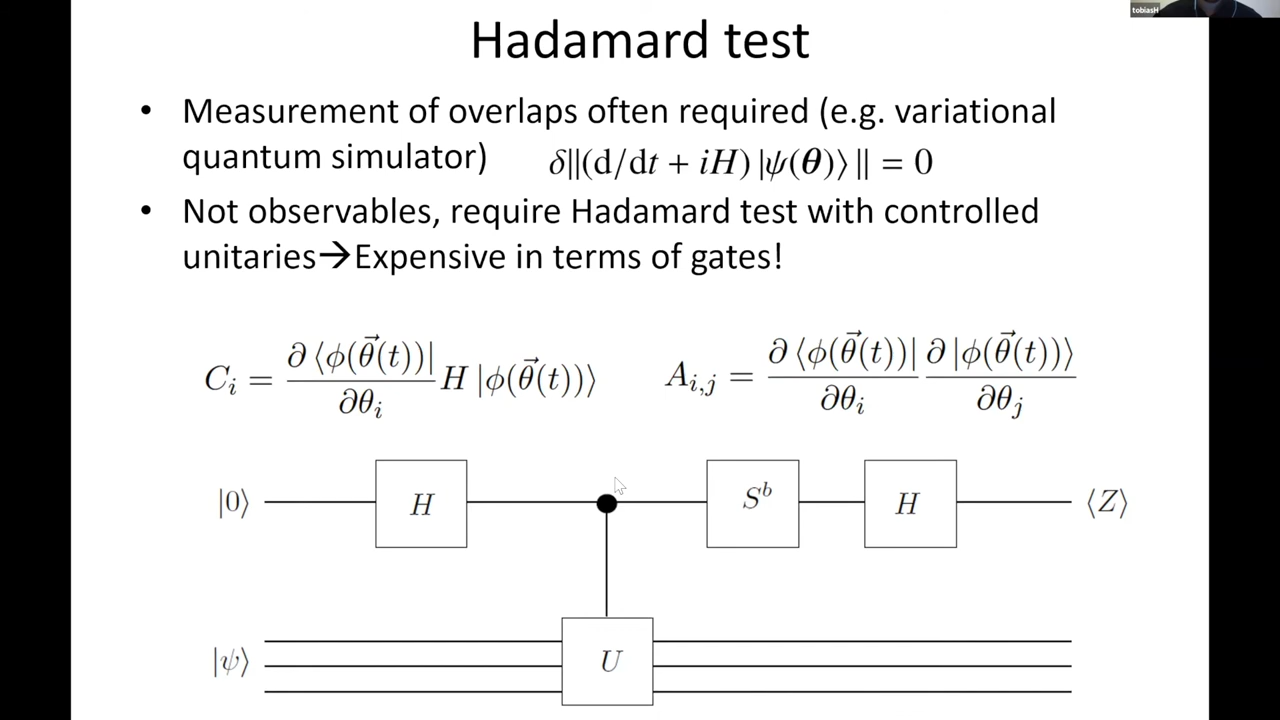 tobiasH
Hadamard test
• Measurement of overlaps often required (e.g. variational
quantum simulator) δ||(d/dt + iH) |ψ(θ)⟩ || = 0
• Not observables, require Hadamard test with controlled
unitaries→Expensive in terms of gates!
C_i = ∂⟨ϕ(θ⃗(t))|/∂θ_i H |ϕ(θ⃗(t))⟩ A_{i,j} = ∂⟨ϕ(θ⃗(t))|/∂θ_i ∂|ϕ(θ⃗(t))⟩/∂θ_j
|0⟩ H S^b H ⟨Z⟩
|ψ⟩ U